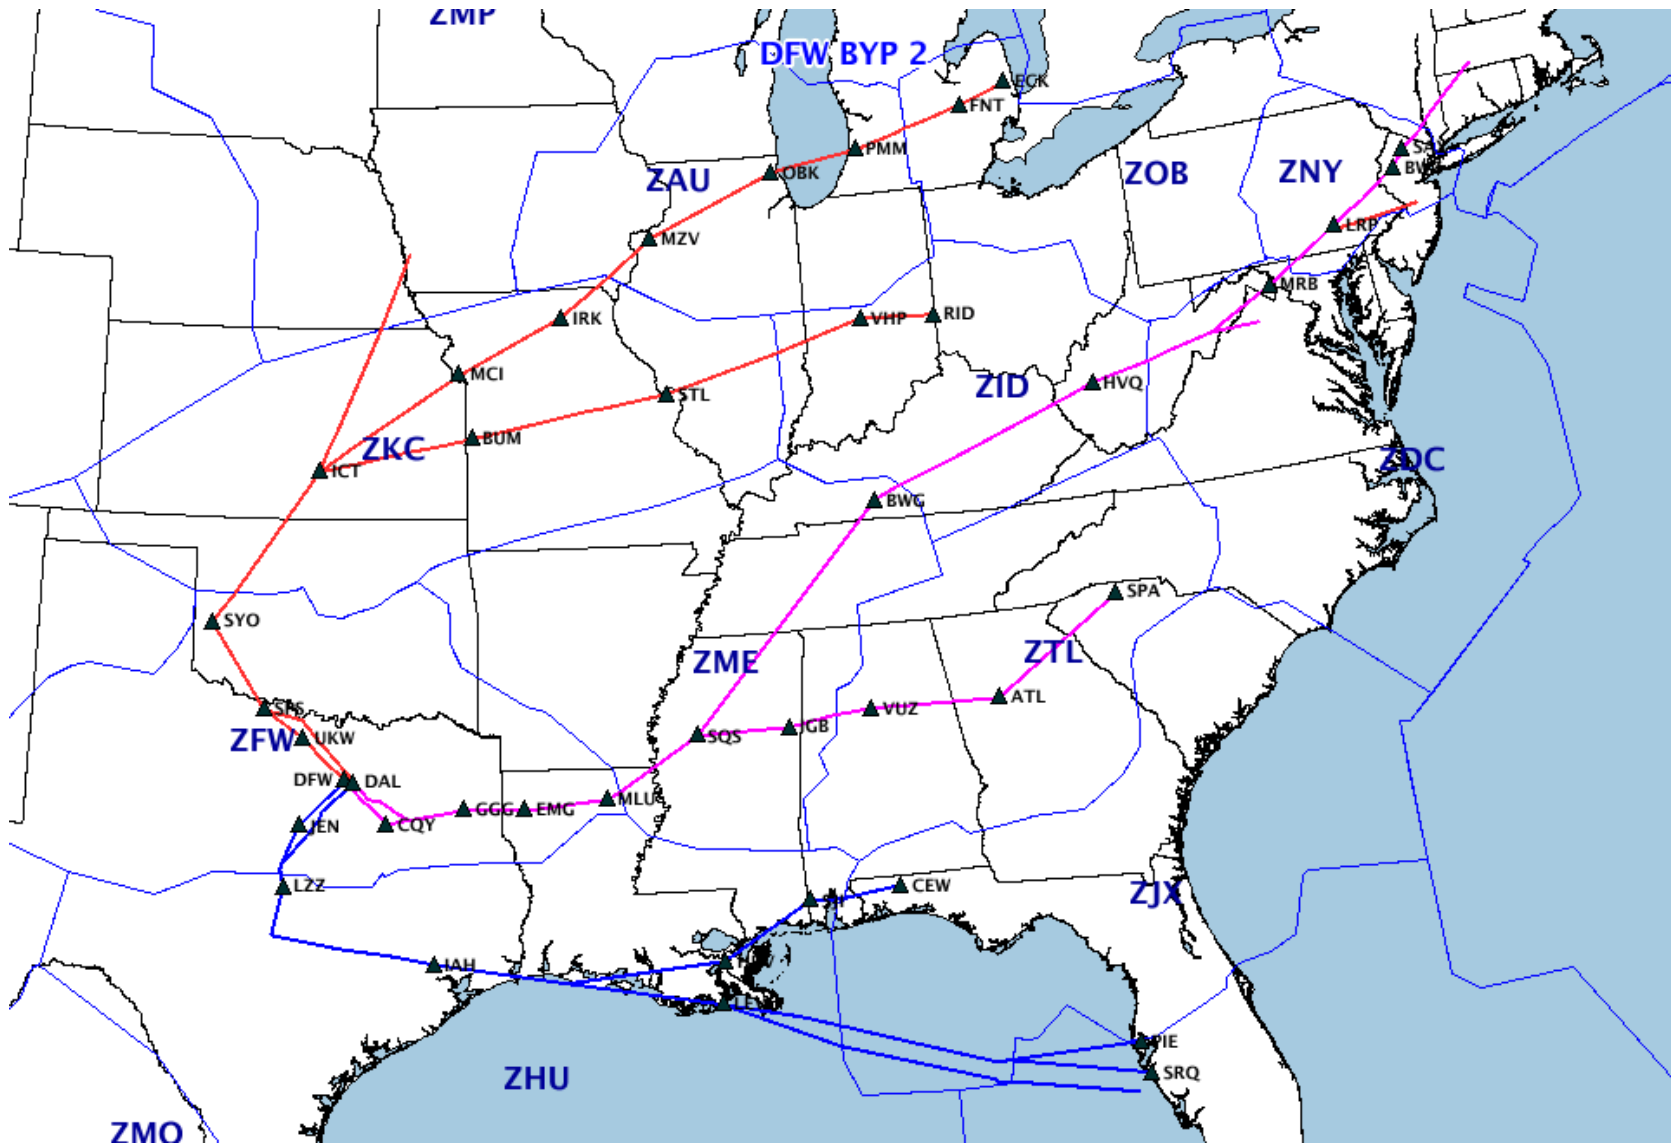 ZMP
DFW BYP 2
ECK
FNT
PMM
OBK
ZAU
ZOB
ZNY
LRP
MZV
MRB
IRK
VHP
RID
MCI
STL
ZID
HVQ
BUM
ZKC
ICT
ZDC
BWG
SPA
SYO
ZME
ZTL
ATL
SPS
VUZ
UKW
ZFW
SQS
IGB
DFW
DAL
MLU
GGG
EMG
JEN
CQY
LZZ
CEW
ZJX
IAH
LEV
PIE
SRQ
ZHU